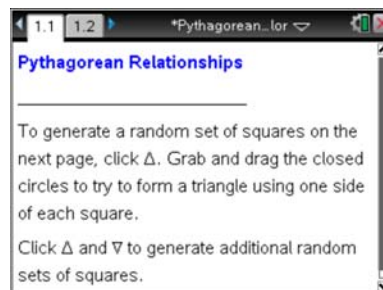 1.1 1.2 *Pythagorean...lor
Pythagorean Relationships
To generate a random set of squares on the
next page, click Δ. Grab and drag the closed
circles to try to form a triangle using one side
of each square.
Click Δ and ∇ to generate additional random
sets of squares.